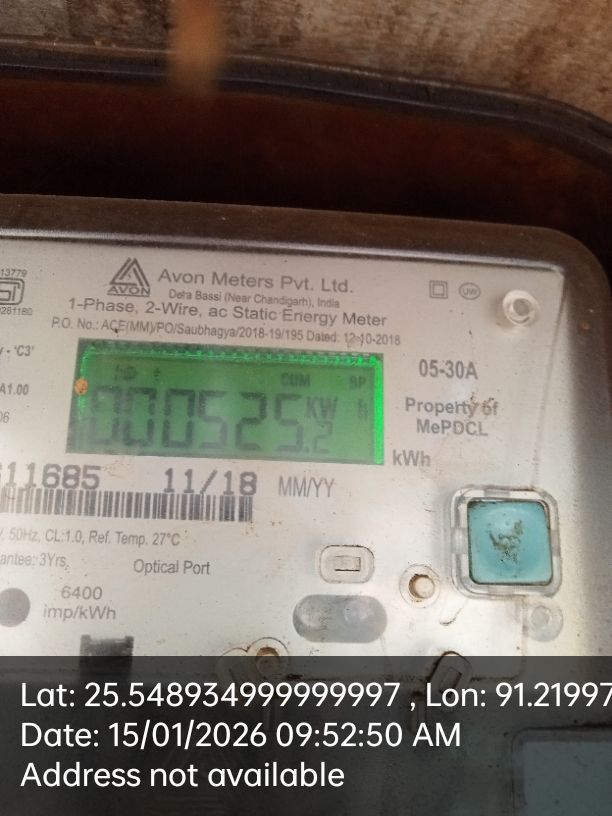 13779
AVON
Avon Meters Pvt. Ltd.
Dera Bassi (Near Chandigarh), India
1-Phase, 2-Wire, ac Static Energy Meter
P.O. No.: ACE(MM)/PO/Saubhagya/2018-19/195 Dated: 12-10-2018
UW
y - 'C3'
A1.00
06
CUM
000525.2 KW h
05-30A
Property of
MePDCL
kWh
11685 11/18 MM/YY
, 50Hz, CL:1.0, Ref. Temp. 27°C
antee: 3Yrs.
Optical Port
6400
imp/kWh
Lat: 25.548934999999997 , Lon: 91.21997
Date: 15/01/2026 09:52:50 AM
Address not available